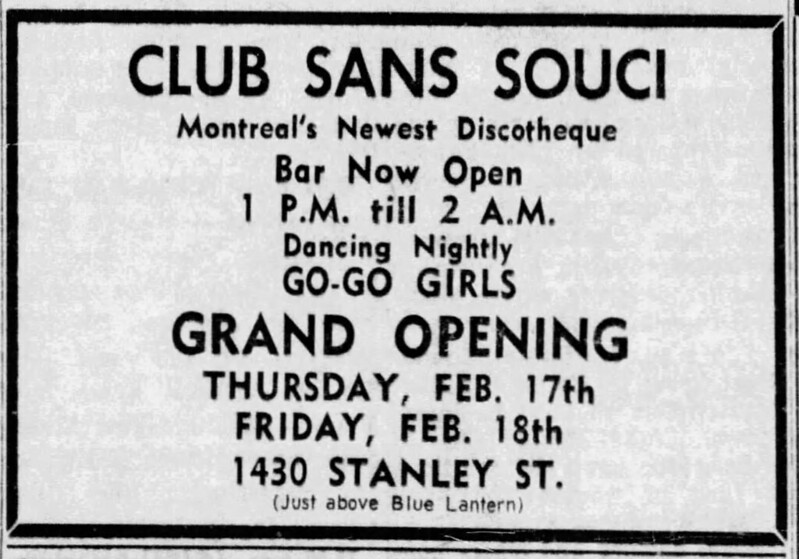 CLUB SANS SOUCI
Montreal's Newest Discotheque
Bar Now Open
1 P.M. till 2 A.M.
Dancing Nightly
GO-GO GIRLS
GRAND OPENING
THURSDAY, FEB. 17th
FRIDAY, FEB. 18th
1430 STANLEY ST.
(Just above Blue Lantern)